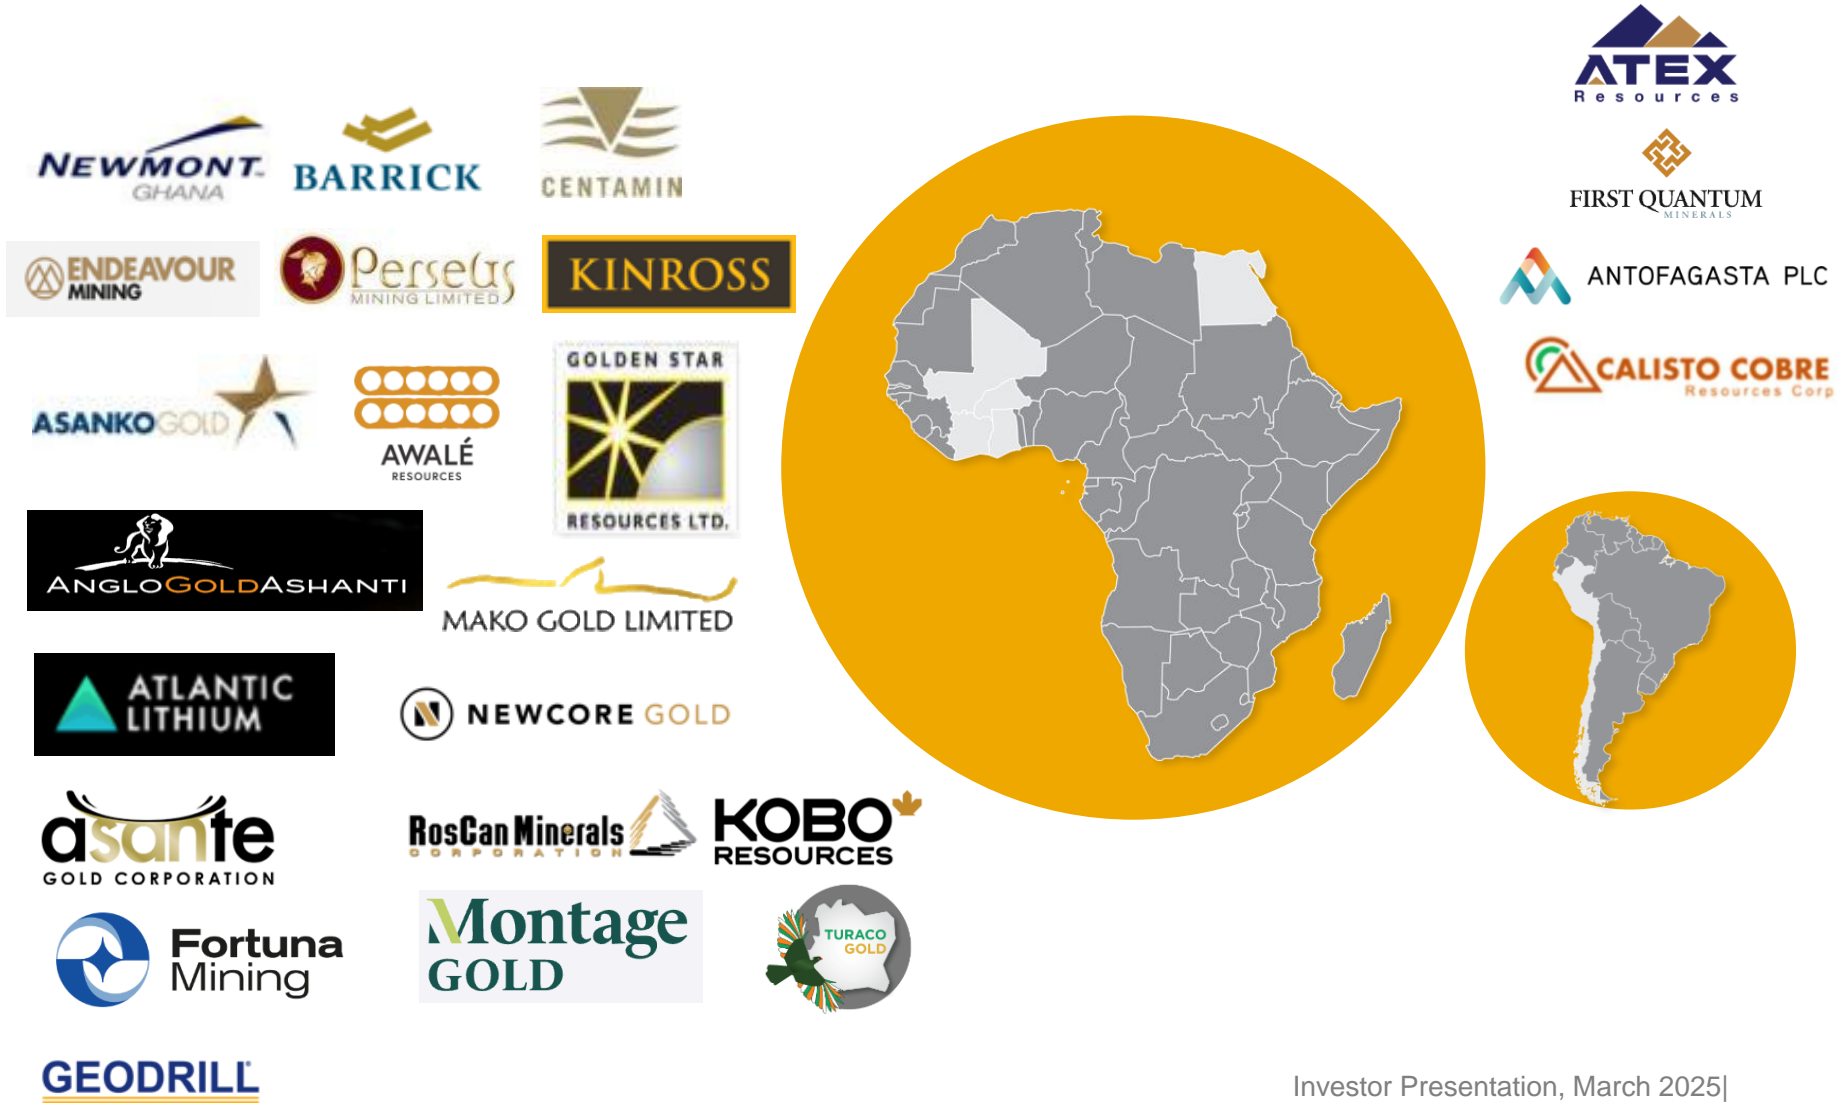 ATEX
Resources
NEWMONT
GHANA
BARRICK
CENTAMIN
FIRST QUANTUM
MINERALS
ENDEAVOUR
MINING
Perseus
MINING LIMITED
KINROSS
ANTOFAGASTA PLC
GOLDEN STAR
RESOURCES LTD.
CALISTO COBRE
Resources Corp
ASANKO GOLD
AWALÉ
RESOURCES
ANGLOGOLDASHANTI
MAKO GOLD LIMITED
ATLANTIC
LITHIUM
N NEWCORE GOLD
asante
GOLD CORPORATION
RosCan Minerals
CORPORATION
KOBO
RESOURCES
Fortuna
Mining
Montage
GOLD
TURACO
GOLD
GEODRILL
Investor Presentation, March 2025|